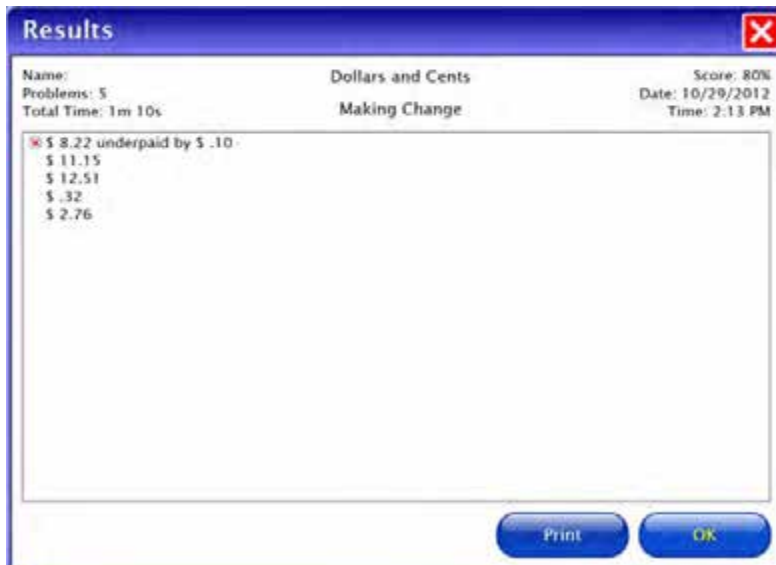 Results
Name:
Problems: 5
Total Time: 1m 10s
Dollars and Cents
Making Change
Score: 80%
Date: 10/29/2012
Time: 2:13 PM
$ 8.22 underpaid by $ .10
$ 11.15
$ 12.51
$ .32
$ 2.76
Print
OK